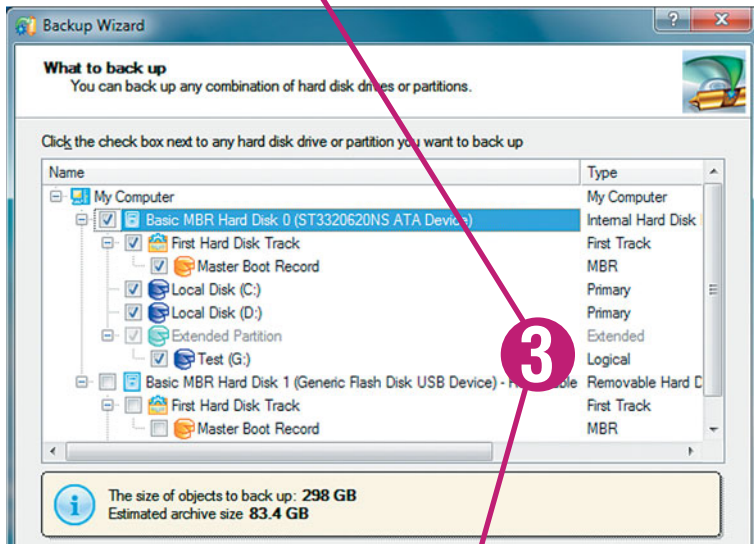 Backup Wizard
What to back up
You can back up any combination of hard disk drives or partitions.
Click the check box next to any hard disk drive or partition you want to back up
Name Type
My Computer My Computer
Basic MBR Hard Disk 0 (ST3320620NS ATA Device) Internal Hard Disk
First Hard Disk Track First Track
Master Boot Record MBR
Local Disk (C:) Primary
Local Disk (D:) Primary
Extended Partition Extended
3
Test (G:) Logical
Basic MBR Hard Disk 1 (Generic Flash Disk USB Device) - Removable Hard D
First Hard Disk Track First Track
Master Boot Record MBR
The size of objects to back up: 298 GB
Estimated archive size 83.4 GB